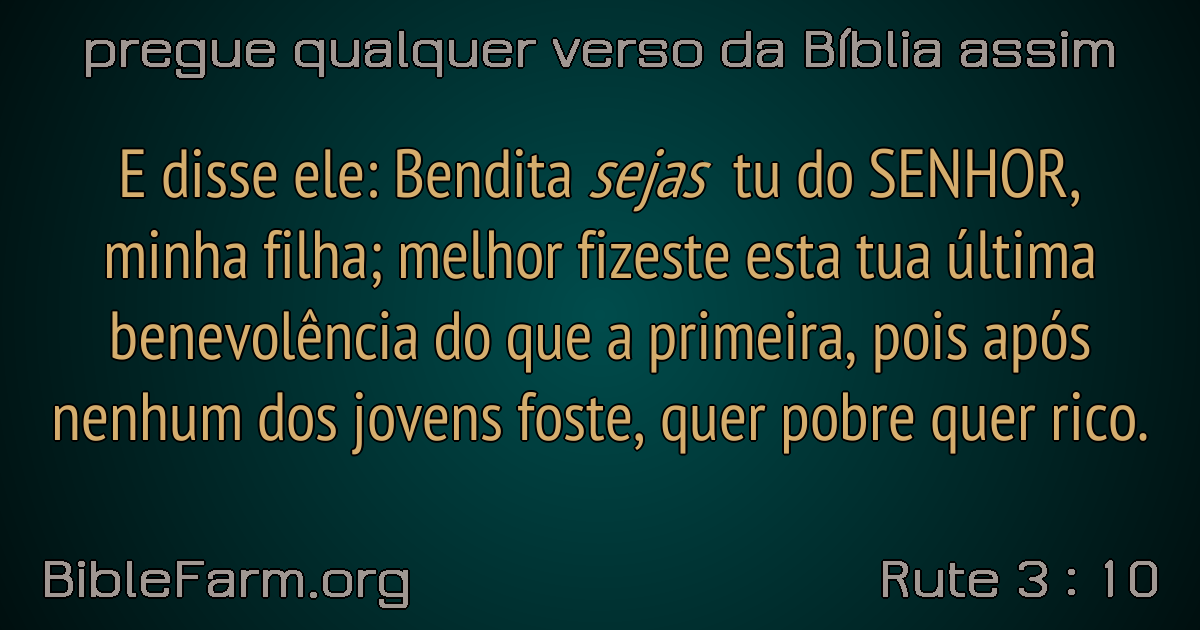 pregue qualquer verso da Bíblia assim
E disse ele: Bendita sejas tu do SENHOR,
minha filha; melhor fizeste esta tua última
benevolência do que a primeira, pois após
nenhum dos jovens foste, quer pobre quer rico.
BibleFarm.org
Rute 3 : 10